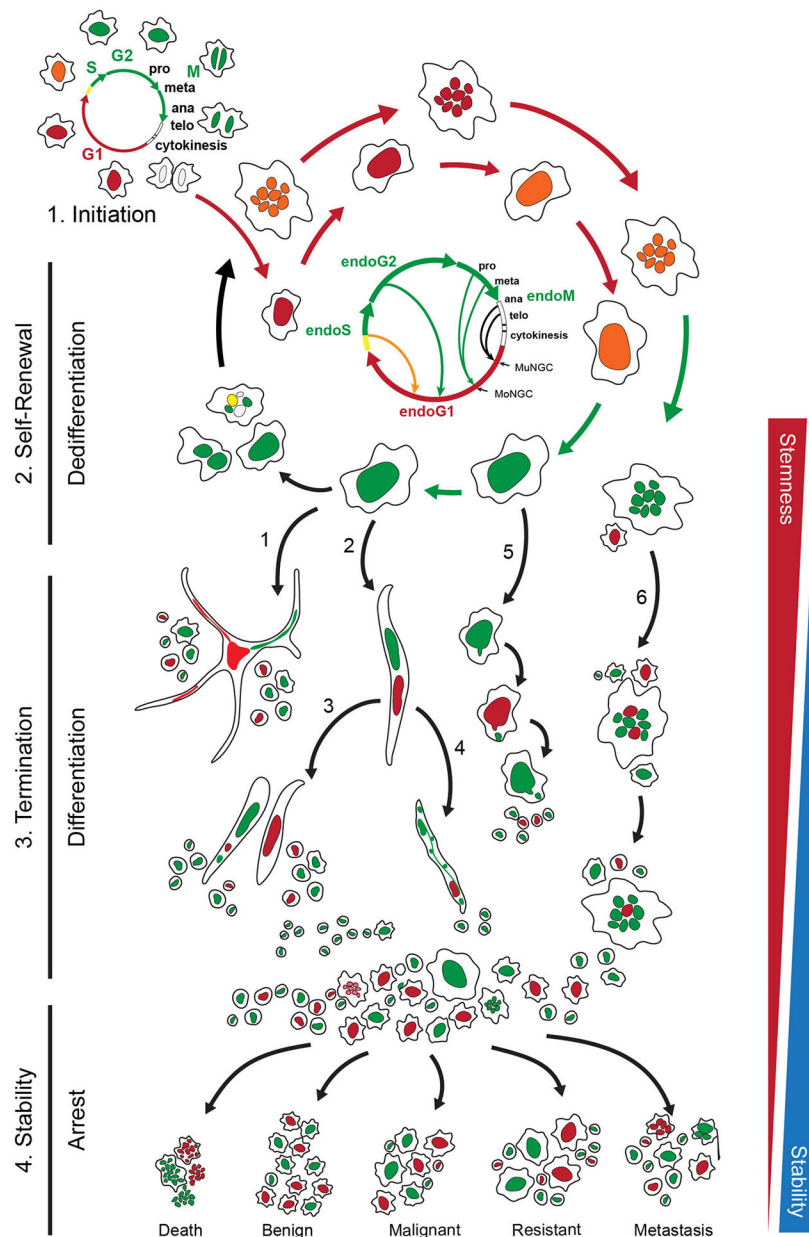 G2
S
M
pro
meta
ana
telo
G1
cytokinesis
1. Initiation
endoG2
pro
meta
endoS
ana
endoM
telo
cytokinesis
MuNGC
MoNGC
endoG1
2. Self-Renewal
Dedifferentiation
Stemness
1
2
5
6
3
4
3. Termination
Differentiation
4. Stability
Arrest
Stability
Death
Benign
Malignant
Resistant
Metastasis